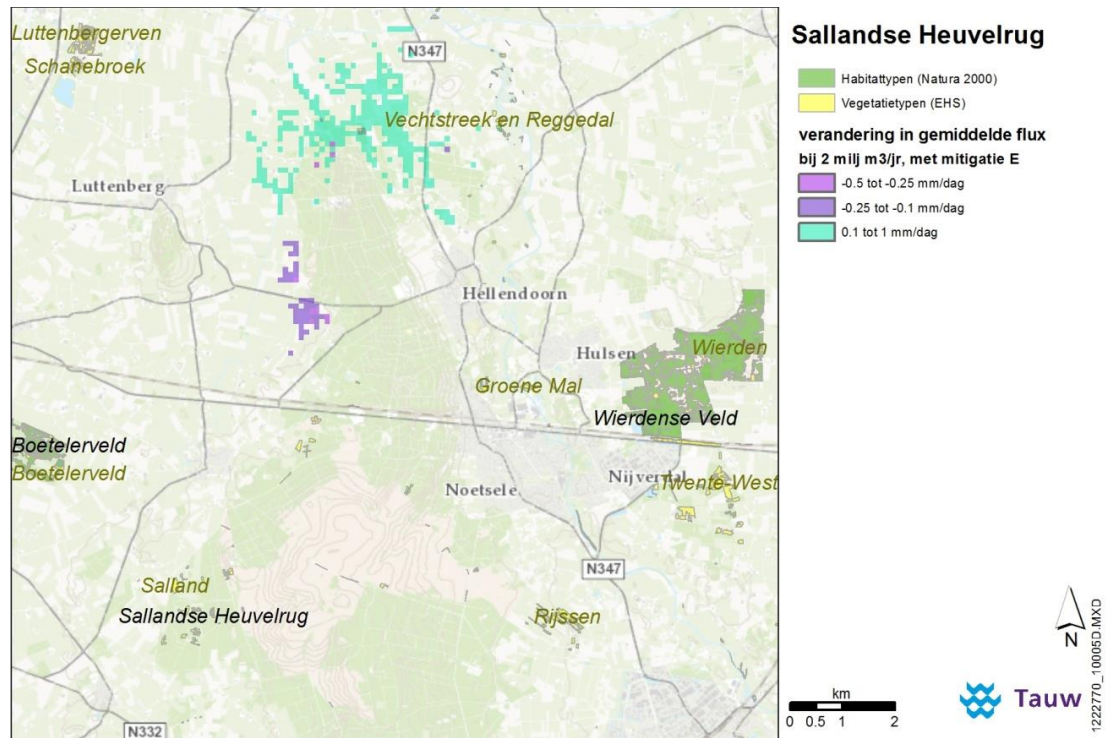 Luttenbergerven
Schanebroek
N347
Vechtstreek en Reggedal
Luttenberg
Hellendoorn
Hulsen
Wierden
Groene Mal
Wierdense Veld
Boetelerveld
Boetelerveld
Noetsele
Nijverdal
Twente-West
N347
Salland
Sallandse Heuvelrug
Rijssen
N332
Sallandse Heuvelrug
Habitattypen (Natura 2000)
Vegetatietypen (EHS)
verandering in gemiddelde flux
bij 2 milj m3/jr, met mitigatie E
-0.5 tot -0.25 mm/dag
-0.25 tot -0.1 mm/dag
0.1 tot 1 mm/dag
N
km
0 0.5 1 2
Tauw
1222770_10005D.MXD